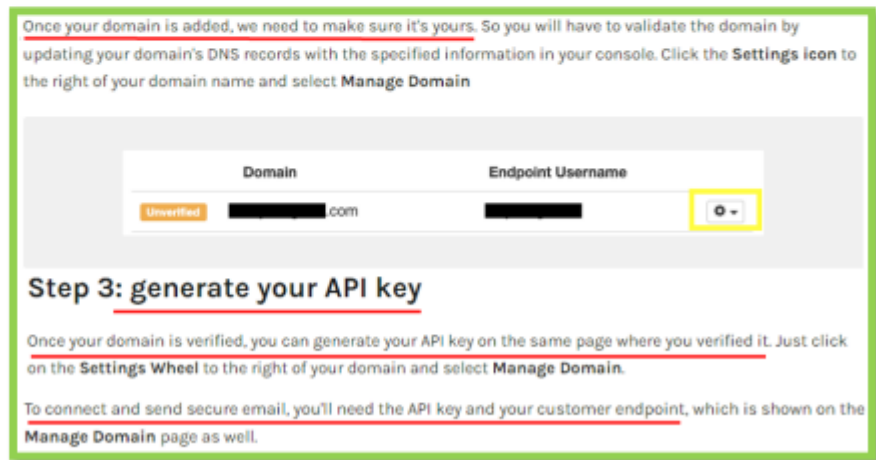 Once your domain is added, we need to make sure it's yours. So you will have to validate the domain by
updating your domain's DNS records with the specified information in your console. Click the Settings icon to
the right of your domain name and select Manage Domain
Domain Endpoint Username
Unverified .com
Step 3: generate your API key
Once your domain is verified, you can generate your API key on the same page where you verified it. Just click
on the Settings Wheel to the right of your domain and select Manage Domain.
To connect and send secure email, you'll need the API key and your customer endpoint, which is shown on the
Manage Domain page as well.